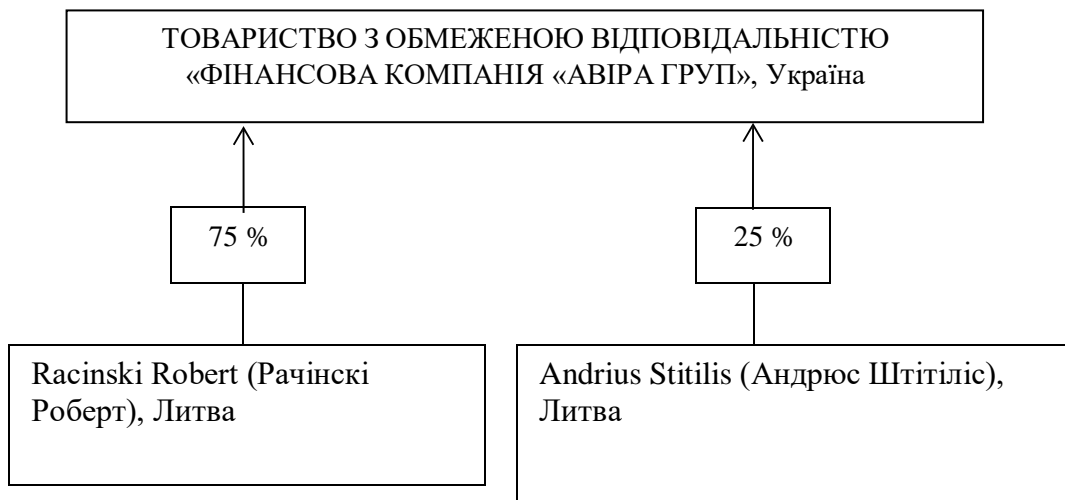 ТОВАРИСТВО З ОБМЕЖЕНОЮ ВІДПОВІДАЛЬНІСТЮ
«ФІНАНСОВА КОМПАНІЯ «АВІРА ГРУП», Україна
75 %
25 %
Racinski Robert (Рачінскі
Роберт), Литва
Andrius Stitilis (Андрюс Штітіліс),
Литва